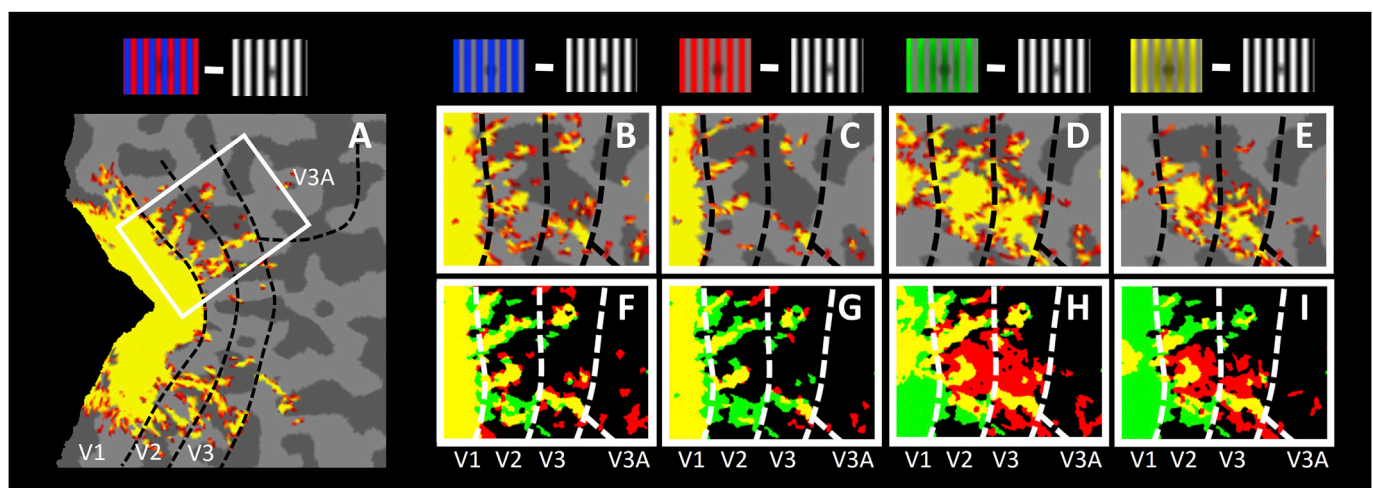 A
V3A
V1 V2 V3
B C D E
F G H I
V1 V2 V3 V3A V1 V2 V3 V3A V1 V2 V3 V3A V1 V2 V3 V3A